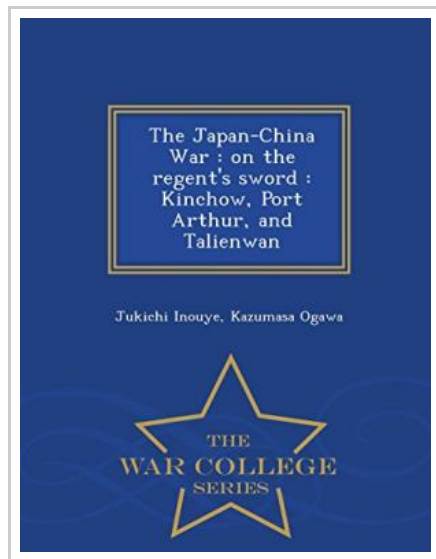 The Japan-China
War : on the
regent's sword :
Kinchow, Port
Arthur, and
Talienwan
Jukichi Inouye, Kazumasa Ogawa
THE
WAR COLLEGE
SERIES